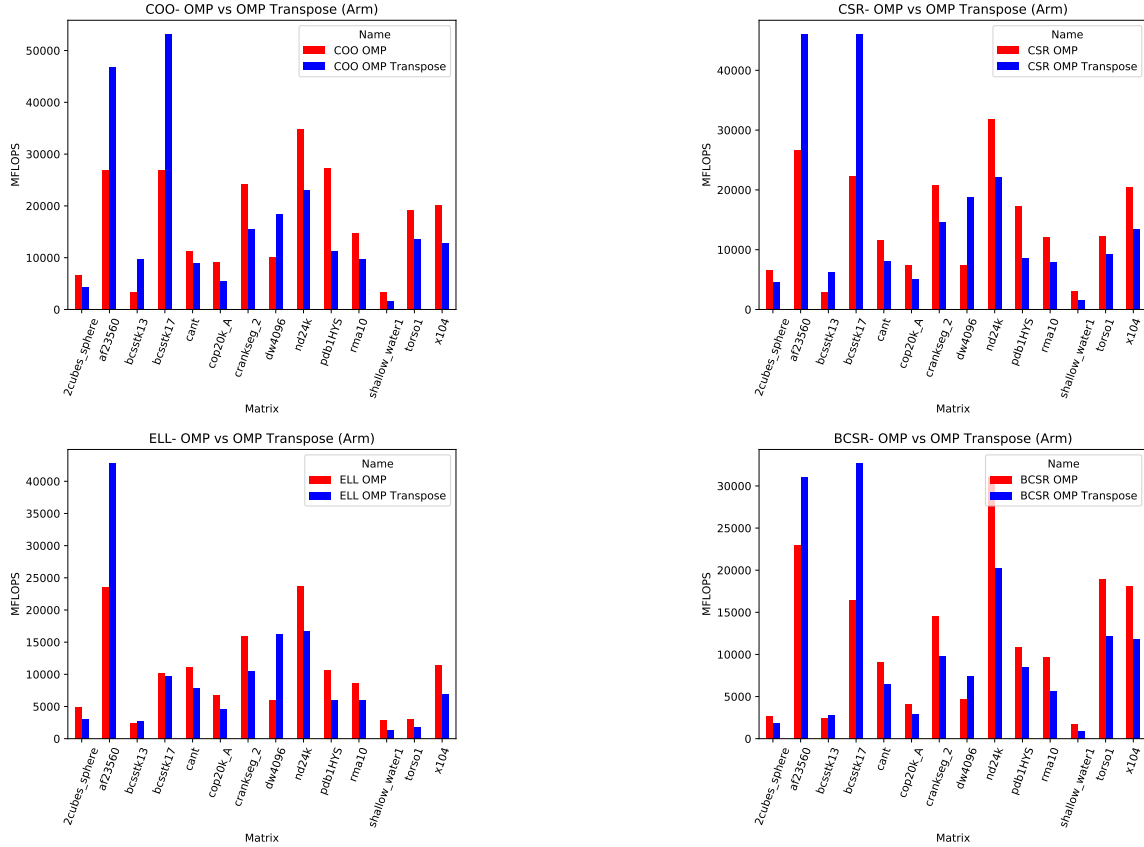 COO- OMP vs OMP Transpose (Arm)
MFLOPS
50000
40000
30000
20000
10000
0
Name
COO OMP
COO OMP Transpose
2cubes_sphere
af23560
bcsstk13
bcsstk17
cant
cop20k_A
crankseg_2
dw4096
nd24k
pdb1HYS
rma10
shallow_water1
torso1
x104
Matrix
CSR- OMP vs OMP Transpose (Arm)
MFLOPS
40000
30000
20000
10000
0
Name
CSR OMP
CSR OMP Transpose
2cubes_sphere
af23560
bcsstk13
bcsstk17
cant
cop20k_A
crankseg_2
dw4096
nd24k
pdb1HYS
rma10
shallow_water1
torso1
x104
Matrix
ELL- OMP vs OMP Transpose (Arm)
MFLOPS
40000
35000
30000
25000
20000
15000
10000
5000
0
Name
ELL OMP
ELL OMP Transpose
2cubes_sphere
af23560
bcsstk13
bcsstk17
cant
cop20k_A
crankseg_2
dw4096
nd24k
pdb1HYS
rma10
shallow_water1
torso1
x104
Matrix
BCSR- OMP vs OMP Transpose (Arm)
MFLOPS
30000
25000
20000
15000
10000
5000
0
Name
BCSR OMP
BCSR OMP Transpose
2cubes_sphere
af23560
bcsstk13
bcsstk17
cant
cop20k_A
crankseg_2
dw4096
nd24k
pdb1HYS
rma10
shallow_water1
torso1
x104
Matrix